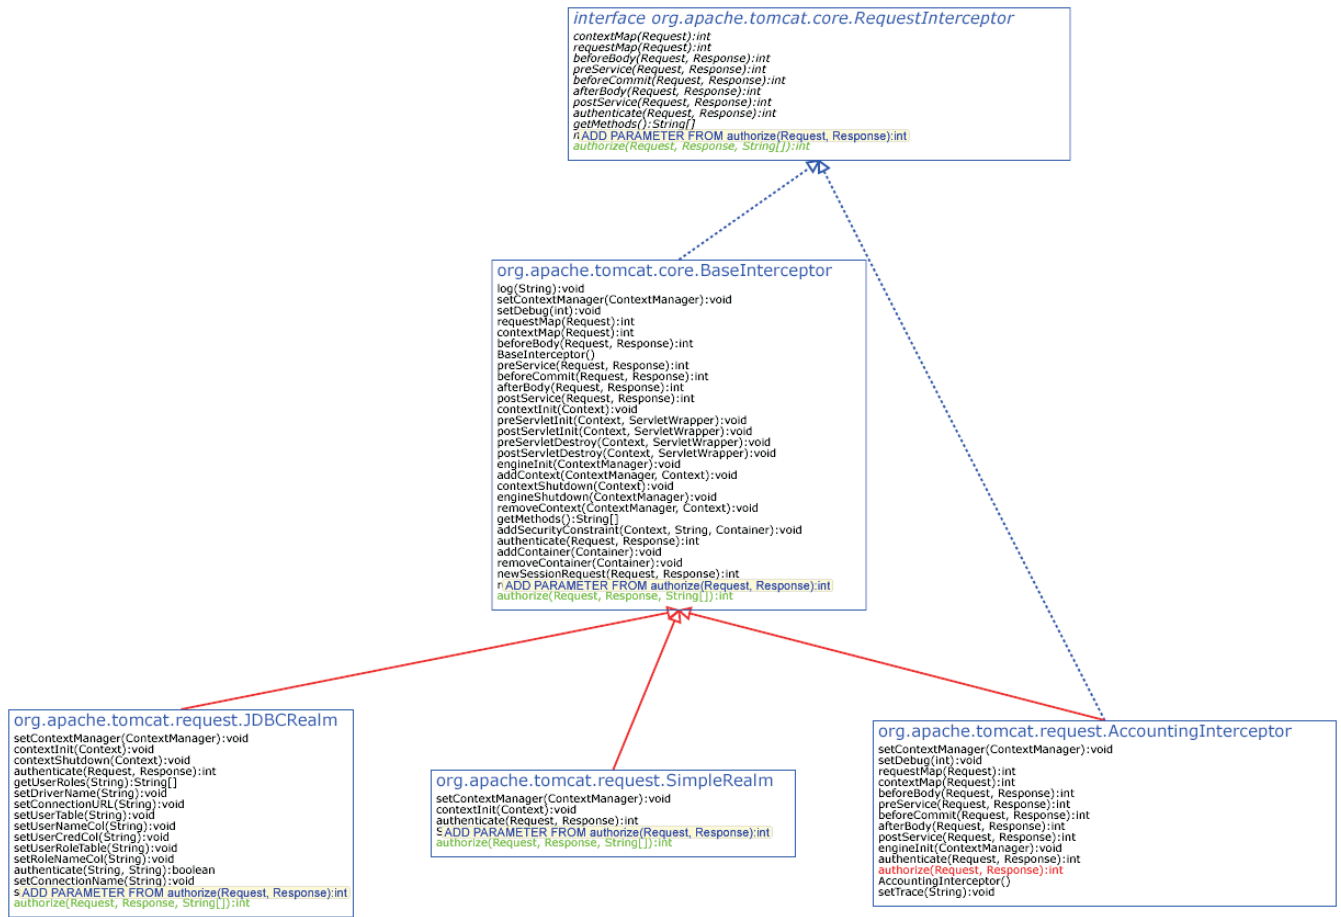 interface org.apache.tomcat.core.RequestInterceptor
contextMap(Request):int
requestMap(Request):int
beforeBody(Request, Response):int
preService(Request, Response):int
beforeCommit(Request, Response):int
afterBody(Request, Response):int
postService(Request, Response):int
authenticate(Request, Response):int
getMethods():String[]
ADD PARAMETER FROM authorize(Request, Response):int
authorize(Request, Response, String[]):int
org.apache.tomcat.core.BaseInterceptor
log(String):void
setContextManager(ContextManager):void
setDebug(int):void
requestMap(Request):int
contextMap(Request):int
beforeBody(Request, Response):int
BaseInterceptor()
preService(Request, Response):int
beforeCommit(Request, Response):int
afterBody(Request, Response):int
postService(Request, Response):int
contextInit(Context):void
preServletInit(Context, ServletWrapper):void
postServletInit(Context, ServletWrapper):void
preServletDestroy(Context, ServletWrapper):void
postServletDestroy(Context, ServletWrapper):void
engineInit(ContextManager):void
addContext(ContextManager, Context):void
contextShutdown(Context):void
engineShutdown(ContextManager):void
removeContext(ContextManager, Context):void
getMethods():String[]
addSecurityConstraint(Context, String, Container):void
authenticate(Request, Response):int
addContainer(Container):void
removeContainer(Container):void
newSessionRequest(Request, Response):int
ADD PARAMETER FROM authorize(Request, Response):int
authorize(Request, Response, String[]):int
org.apache.tomcat.request.JDBCRealm
setContextManager(ContextManager):void
contextInit(Context):void
contextShutdown(Context):void
authenticate(Request, Response):int
getUserRoles(String):String[]
setDriverName(String):void
setConnectionURL(String):void
setUserTable(String):void
setUserNameCol(String):void
setUserCredCol(String):void
setUserRoleTable(String):void
setRoleNameCol(String):void
authenticate(String, String):boolean
setConnectionName(String):void
ADD PARAMETER FROM authorize(Request, Response):int
authorize(Request, Response, String[]):int
org.apache.tomcat.request.SimpleRealm
setContextManager(ContextManager):void
contextInit(Context):void
authenticate(Request, Response):int
ADD PARAMETER FROM authorize(Request, Response):int
authorize(Request, Response, String[]):int
org.apache.tomcat.request.AccountingInterceptor
setContextManager(ContextManager):void
setDebug(int):void
requestMap(Request):int
contextMap(Request):int
beforeBody(Request, Response):int
preService(Request, Response):int
beforeCommit(Request, Response):int
afterBody(Request, Response):int
postService(Request, Response):int
engineInit(ContextManager):void
authenticate(Request, Response):int
authorize(Request, Response):int
AccountingInterceptor()
setTrace(String):void